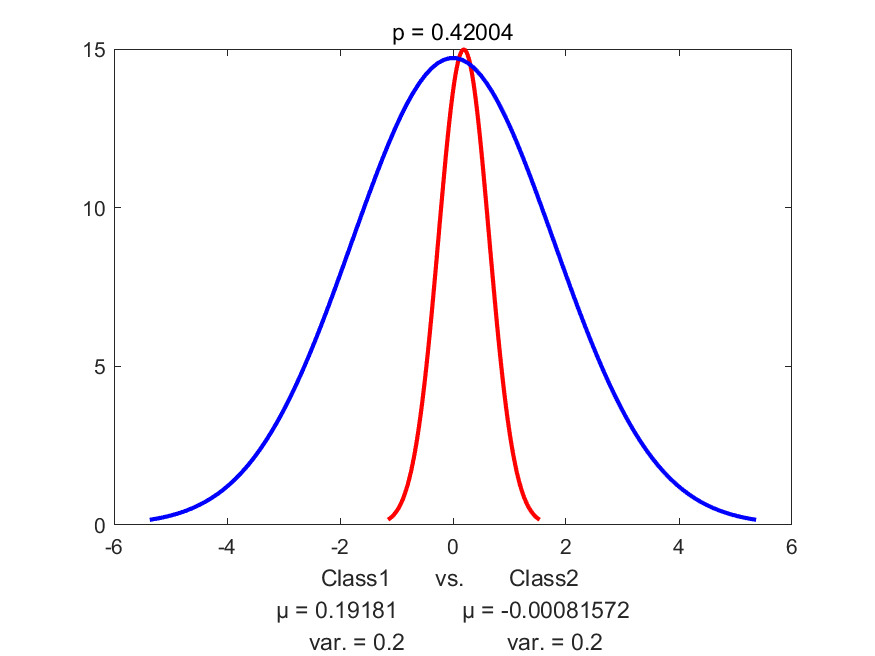 p = 0.42004
15
10
5
0
-6 -4 -2 0 2 4 6
Class1 vs. Class2
μ = 0.19181 μ = -0.00081572
var. = 0.2 var. = 0.2